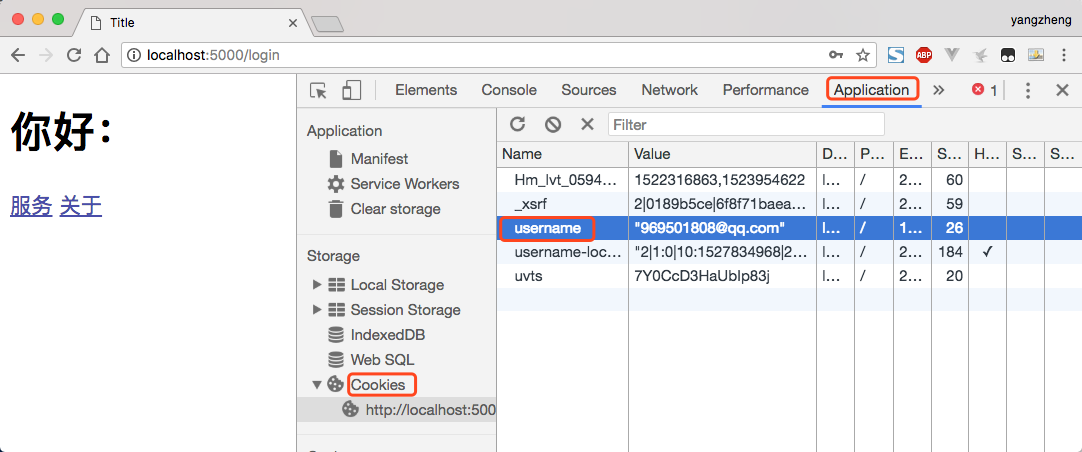 Title
yangzheng
localhost:5000/login
ABP
你好：
服务 关于
Elements Console Sources Network Performance Application » 1
Application
Manifest
Service Workers
Clear storage
Storage
Local Storage
Session Storage
IndexedDB
Web SQL
Cookies
http://localhost:500
Filter
Name Value D... P... E... S... H... S... S...
Hm_lvt_0594... 1522316863,1523954622 l... / 2... 60
_xsrf 2|0189b5ce|6f8f71baea... l... / 2... 59
username "969501808@qq.com" l... / 1... 26
username-loc... "2|1:0|10:1527834968|2... l... / 2... 184 ✓
uvts 7Y0CcD3HaUbIp83j l... / 2... 20